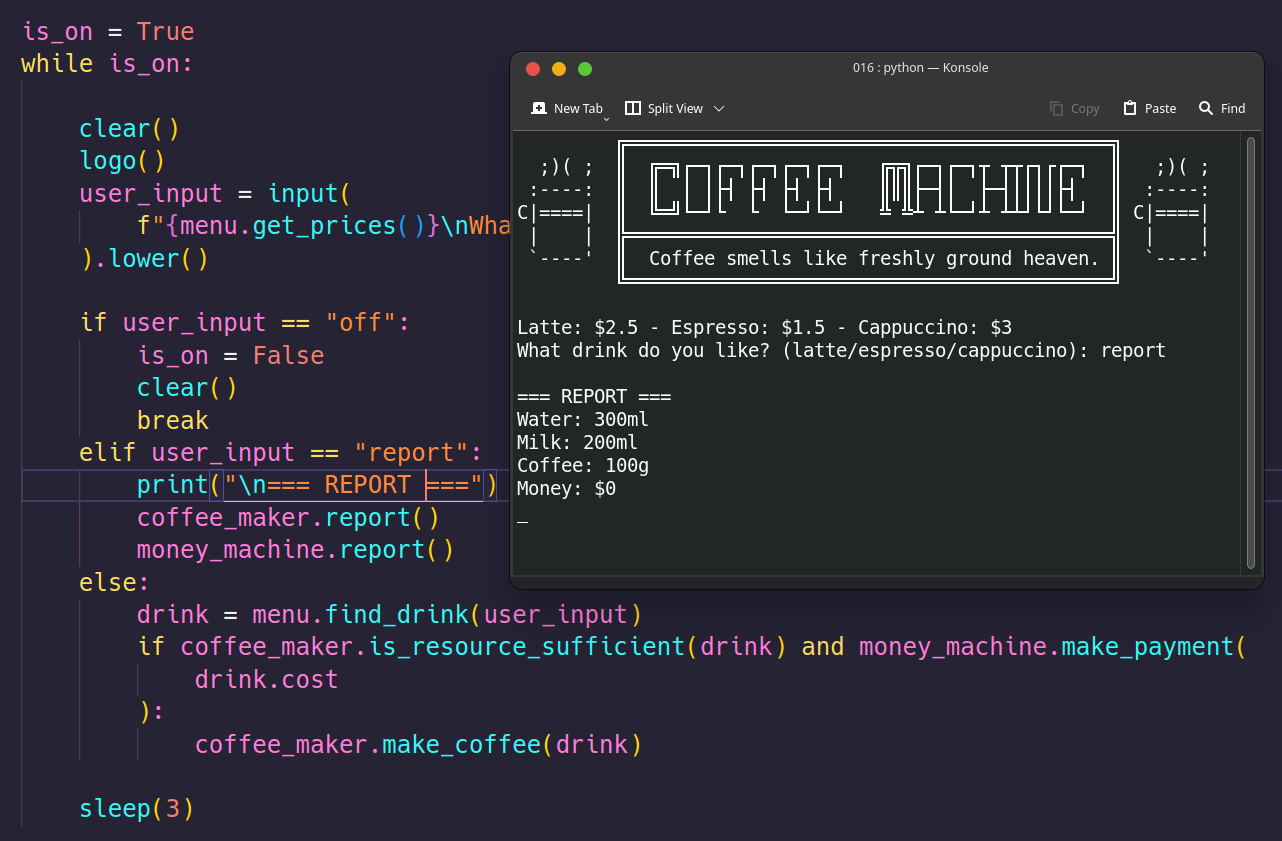 is_on = True
while is_on:
clear()
logo()
user_input = input(
f"{menu.get_prices()}\nWha
).lower()
if user_input == "off":
is_on = False
clear()
break
elif user_input == "report":
print("\n=== REPORT ===")
coffee_maker.report()
money_machine.report()
else:
drink = menu.find_drink(user_input)
if coffee_maker.is_resource_sufficient(drink) and money_machine.make_payment(
drink.cost
):
coffee_maker.make_coffee(drink)
sleep(3)
016 : python — Konsole
New Tab
Split View
Copy
Paste
Find
;)( ;
:----:
C|====|
|    |
`----'
COFFEE MACHINE
Coffee smells like freshly ground heaven.
;)( ;
:----:
C|====|
|    |
`----'
Latte: $2.5 - Espresso: $1.5 - Cappuccino: $3
What drink do you like? (latte/espresso/cappuccino): report
=== REPORT ===
Water: 300ml
Milk: 200ml
Coffee: 100g
Money: $0
_